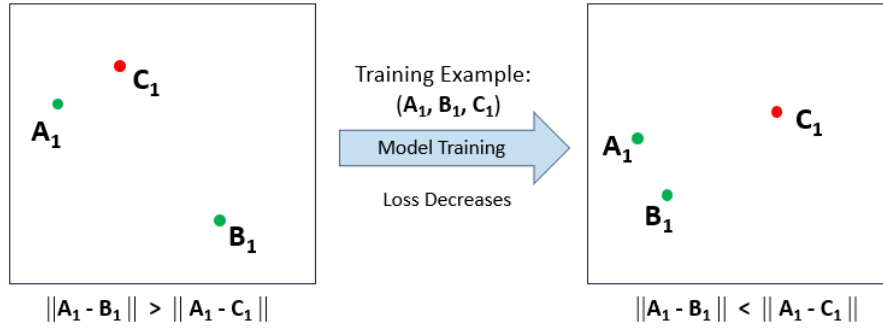 C₁
A₁
B₁
||A₁ - B₁|| > || A₁ - C₁ ||
Training Example:
(A₁, B₁, C₁)
Model Training
Loss Decreases
C₁
A₁
B₁
||A₁ - B₁ || < || A₁ - C₁ ||